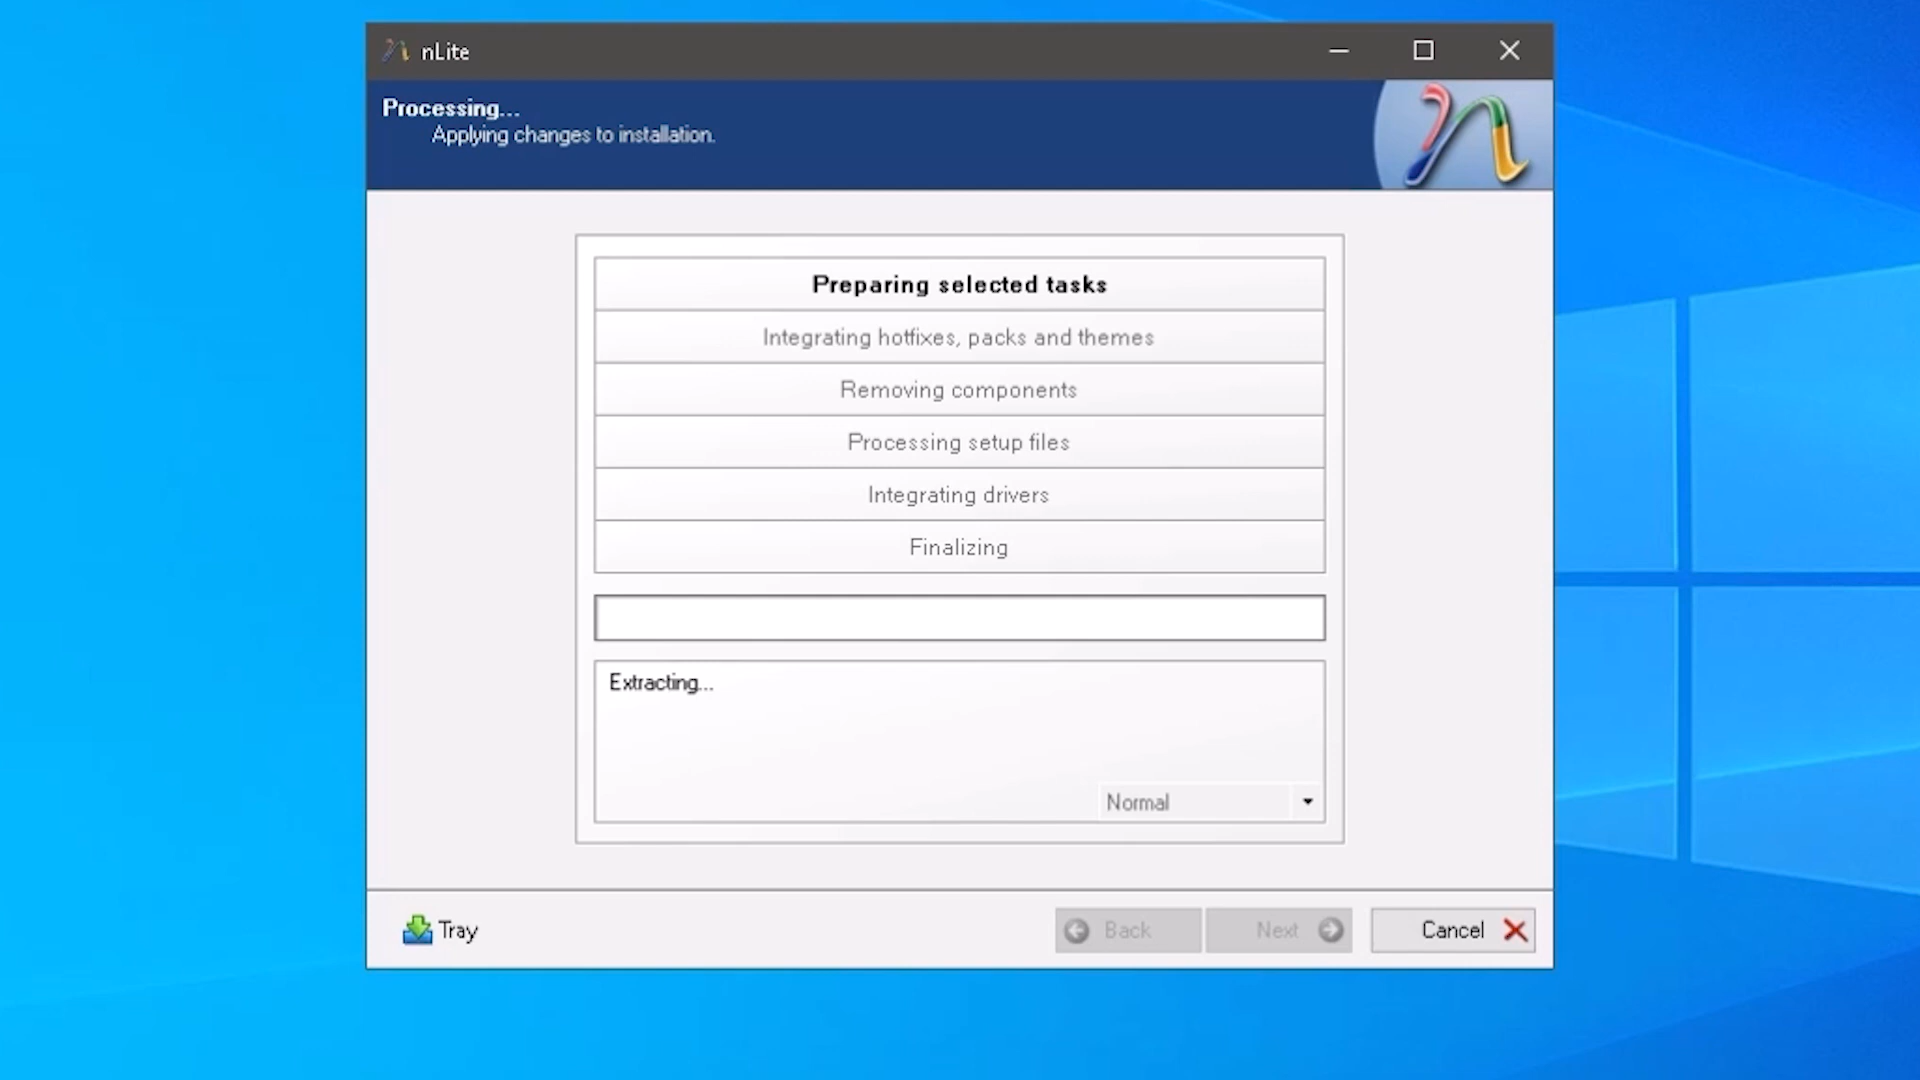 nLite
Processing...
Applying changes to installation.
Preparing selected tasks
Integrating hotfixes, packs and themes
Removing components
Processing setup files
Integrating drivers
Finalizing
Extracting...
Normal
Tray
Back
Next
Cancel